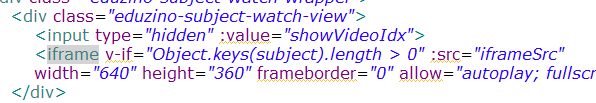 <div class="eduzino-subject-watch-view">
<input type="hidden" :value="showVideoIdx">
<iframe v-if="Object.keys(subject).length > 0" :src="iframeSrc"
width="640" height="360" frameborder="0" allow="autoplay; fullscr
</div>